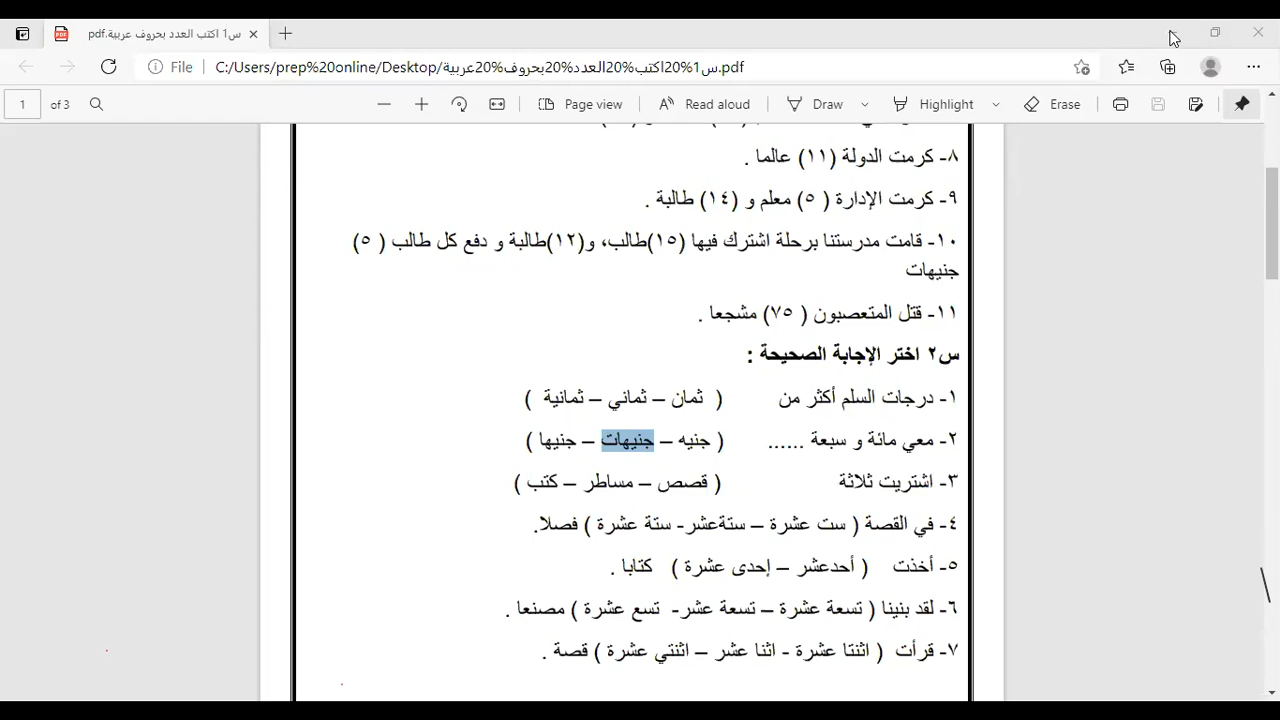 س1 اكتب العدد بحروف عربية.pdf
File C:/Users/prep%20online/Desktop/س1%20اكتب%20العدد%20بحروف%20عربية.pdf
1 of 3 Page view Read aloud Draw Highlight Erase
٨- كرمت الدولة (١١) عالما .
٩- كرمت الإدارة ( ٥) معلم و (١٤) طالبة .
١٠- قامت مدرستنا برحلة اشترك فيها (١٥)طالب، و(١٢)طالبة و دفع كل طالب ( ٥)
جنيهات
١١- قتل المتعصبون ( ٧٥) مشجعا .
س٢ اختر الإجابة الصحيحة :
١- درجات السلم أكثر من ( ثمان – ثماني – ثمانية )
٢- معي مائة و سبعة ...... ( جنيه – جنيهات – جنيها )
٣- اشتريت ثلاثة ( قصص – مساطر – كتب )
٤- في القصة ( ست عشرة – ستةعشر- ستة عشرة ) فصلا.
٥- أخذت ( أحدعشر – إحدى عشرة ) كتابا .
٦- لقد بنينا ( تسعة عشرة – تسعة عشر- تسع عشرة ) مصنعا .
٧- قرأت ( اثنتا عشرة - اثنا عشر – اثنتي عشرة ) قصة .